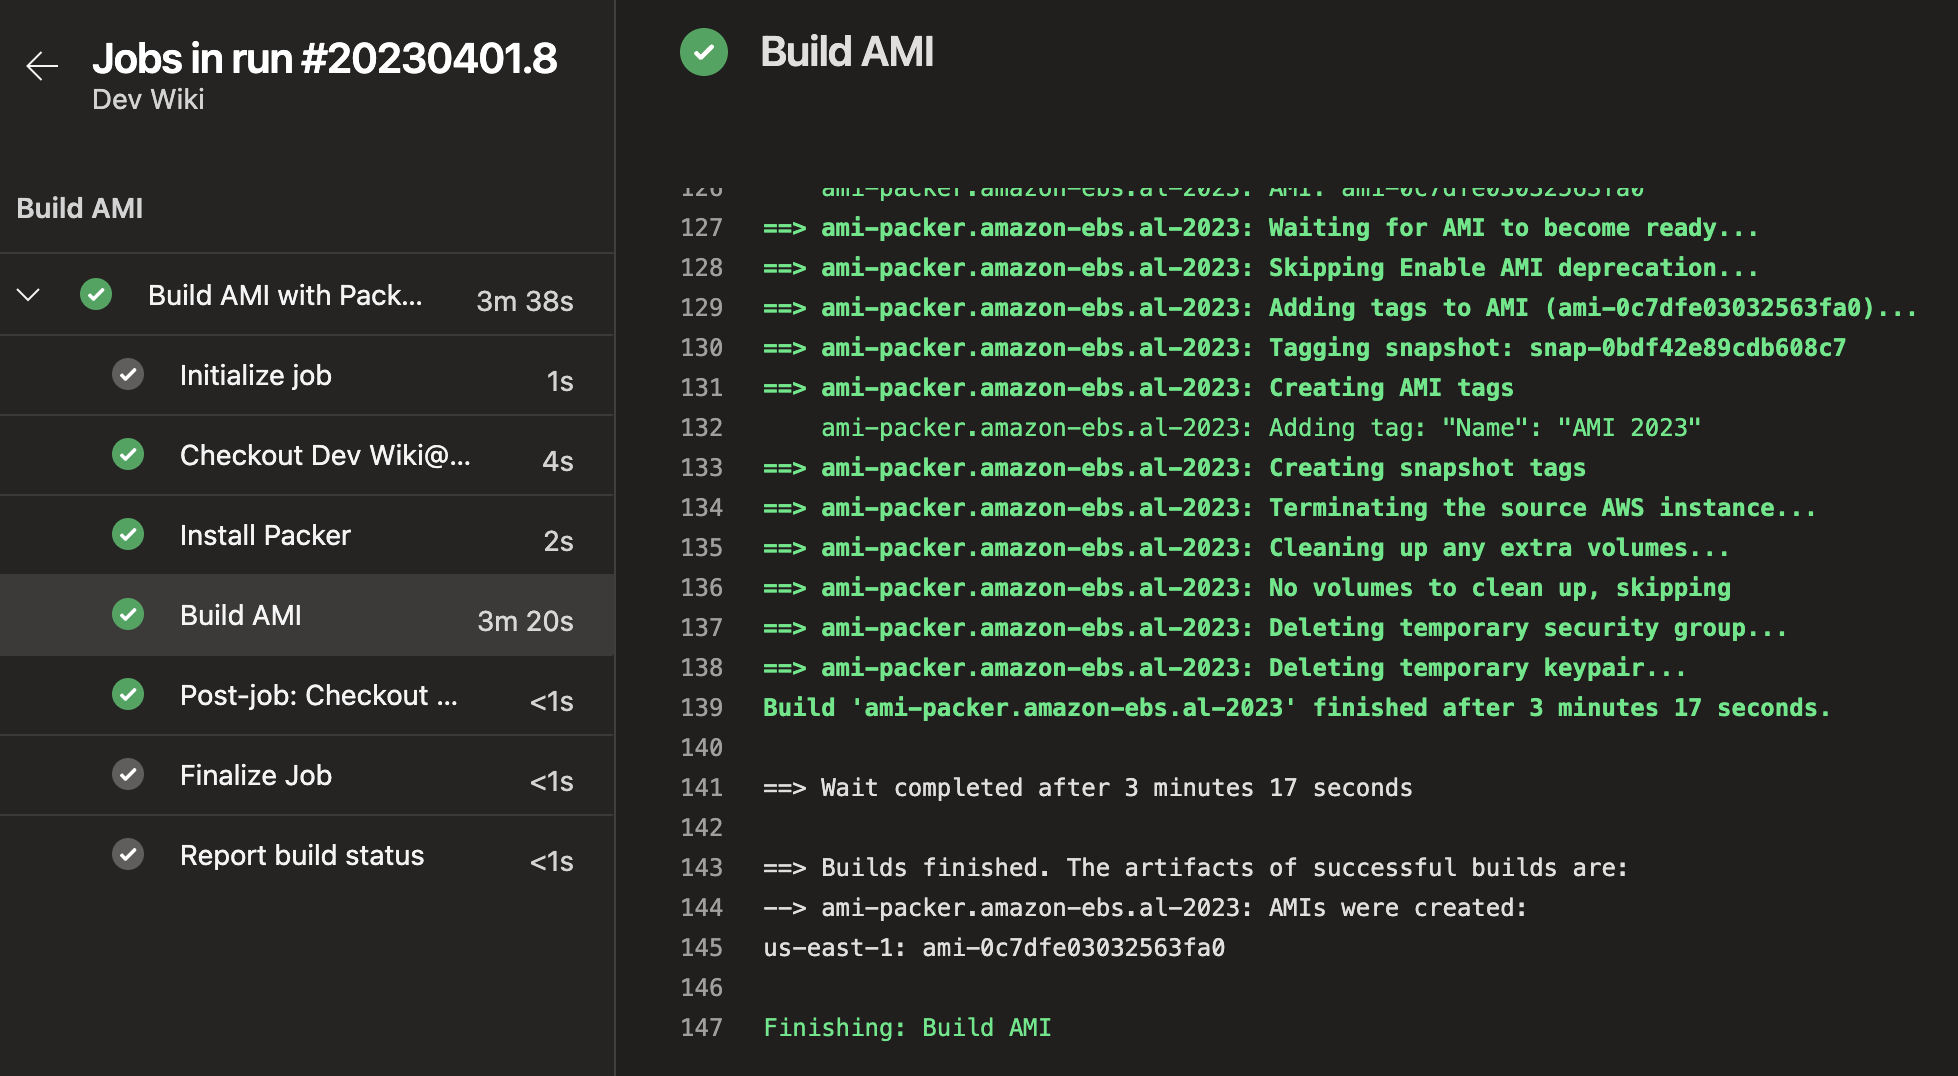 Jobs in run #20230401.8
Dev Wiki
Build AMI
Build AMI with Pack... 3m 38s
Initialize job 1s
Checkout Dev Wiki@... 4s
Install Packer 2s
Build AMI 3m 20s
Post-job: Checkout ... <1s
Finalize Job <1s
Report build status <1s
Build AMI
126 ami-packer.amazon-ebs.al-2023: AMI: ami-0c7dfe03032563fa0
127 ==> ami-packer.amazon-ebs.al-2023: Waiting for AMI to become ready...
128 ==> ami-packer.amazon-ebs.al-2023: Skipping Enable AMI deprecation...
129 ==> ami-packer.amazon-ebs.al-2023: Adding tags to AMI (ami-0c7dfe03032563fa0)...
130 ==> ami-packer.amazon-ebs.al-2023: Tagging snapshot: snap-0bdf42e89cdb608c7
131 ==> ami-packer.amazon-ebs.al-2023: Creating AMI tags
132 ami-packer.amazon-ebs.al-2023: Adding tag: "Name": "AMI 2023"
133 ==> ami-packer.amazon-ebs.al-2023: Creating snapshot tags
134 ==> ami-packer.amazon-ebs.al-2023: Terminating the source AWS instance...
135 ==> ami-packer.amazon-ebs.al-2023: Cleaning up any extra volumes...
136 ==> ami-packer.amazon-ebs.al-2023: No volumes to clean up, skipping
137 ==> ami-packer.amazon-ebs.al-2023: Deleting temporary security group...
138 ==> ami-packer.amazon-ebs.al-2023: Deleting temporary keypair...
139 Build 'ami-packer.amazon-ebs.al-2023' finished after 3 minutes 17 seconds.
140
141 ==> Wait completed after 3 minutes 17 seconds
142
143 ==> Builds finished. The artifacts of successful builds are:
144 --> ami-packer.amazon-ebs.al-2023: AMIs were created:
145 us-east-1: ami-0c7dfe03032563fa0
146
147 Finishing: Build AMI